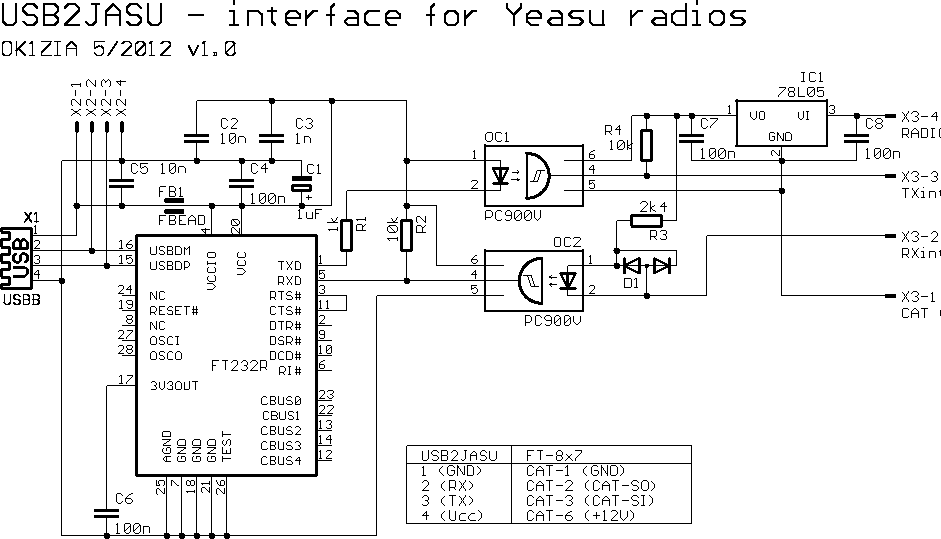 USB2JASU - interface for Yeasu radios
OK1ZIA 5/2012 v1.0
X2-1
X2-2
X2-3
X2-4
IC1
78L05
1 VO VI 3
GND
2
C7
100n
C8
100n
X3-4
RADIO
X3-3
TXint
X3-2
RXint
X3-1
CAT
C2
10n
C3
1n
C5 10n
C4
100n
C1
+
1uF
FB1
FBEAD
R4
10k
OC1
1
2
6
4
5
PC900V
2k4
R3
OC2
6
4
5
1
2
PC900V
D1
1k
R1
10k
R2
X1
USB
1
2
3
4
USBB
4
20
VCCIO
VCC
16 USBDM
15 USBDP
24 NC
19 RESET#
8 NC
27 OSCI
28 OSCO
17 3V3OUT
FT232R
TXD 1
RXD 5
RTS# 3
CTS# 11
DTR# 2
DSR# 9
DCD# 10
RI# 6
CBUS0 23
CBUS1 22
CBUS2 13
CBUS3 14
CBUS4 12
AGND
GND
GND
GND
TEST
25
7
18
21
26
C6
100n
USB2JASU FT-8x7
1 (GND) CAT-1 (GND)
2 (RX) CAT-2 (CAT-SO)
3 (TX) CAT-3 (CAT-SI)
4 (Ucc) CAT-6 (+12V)